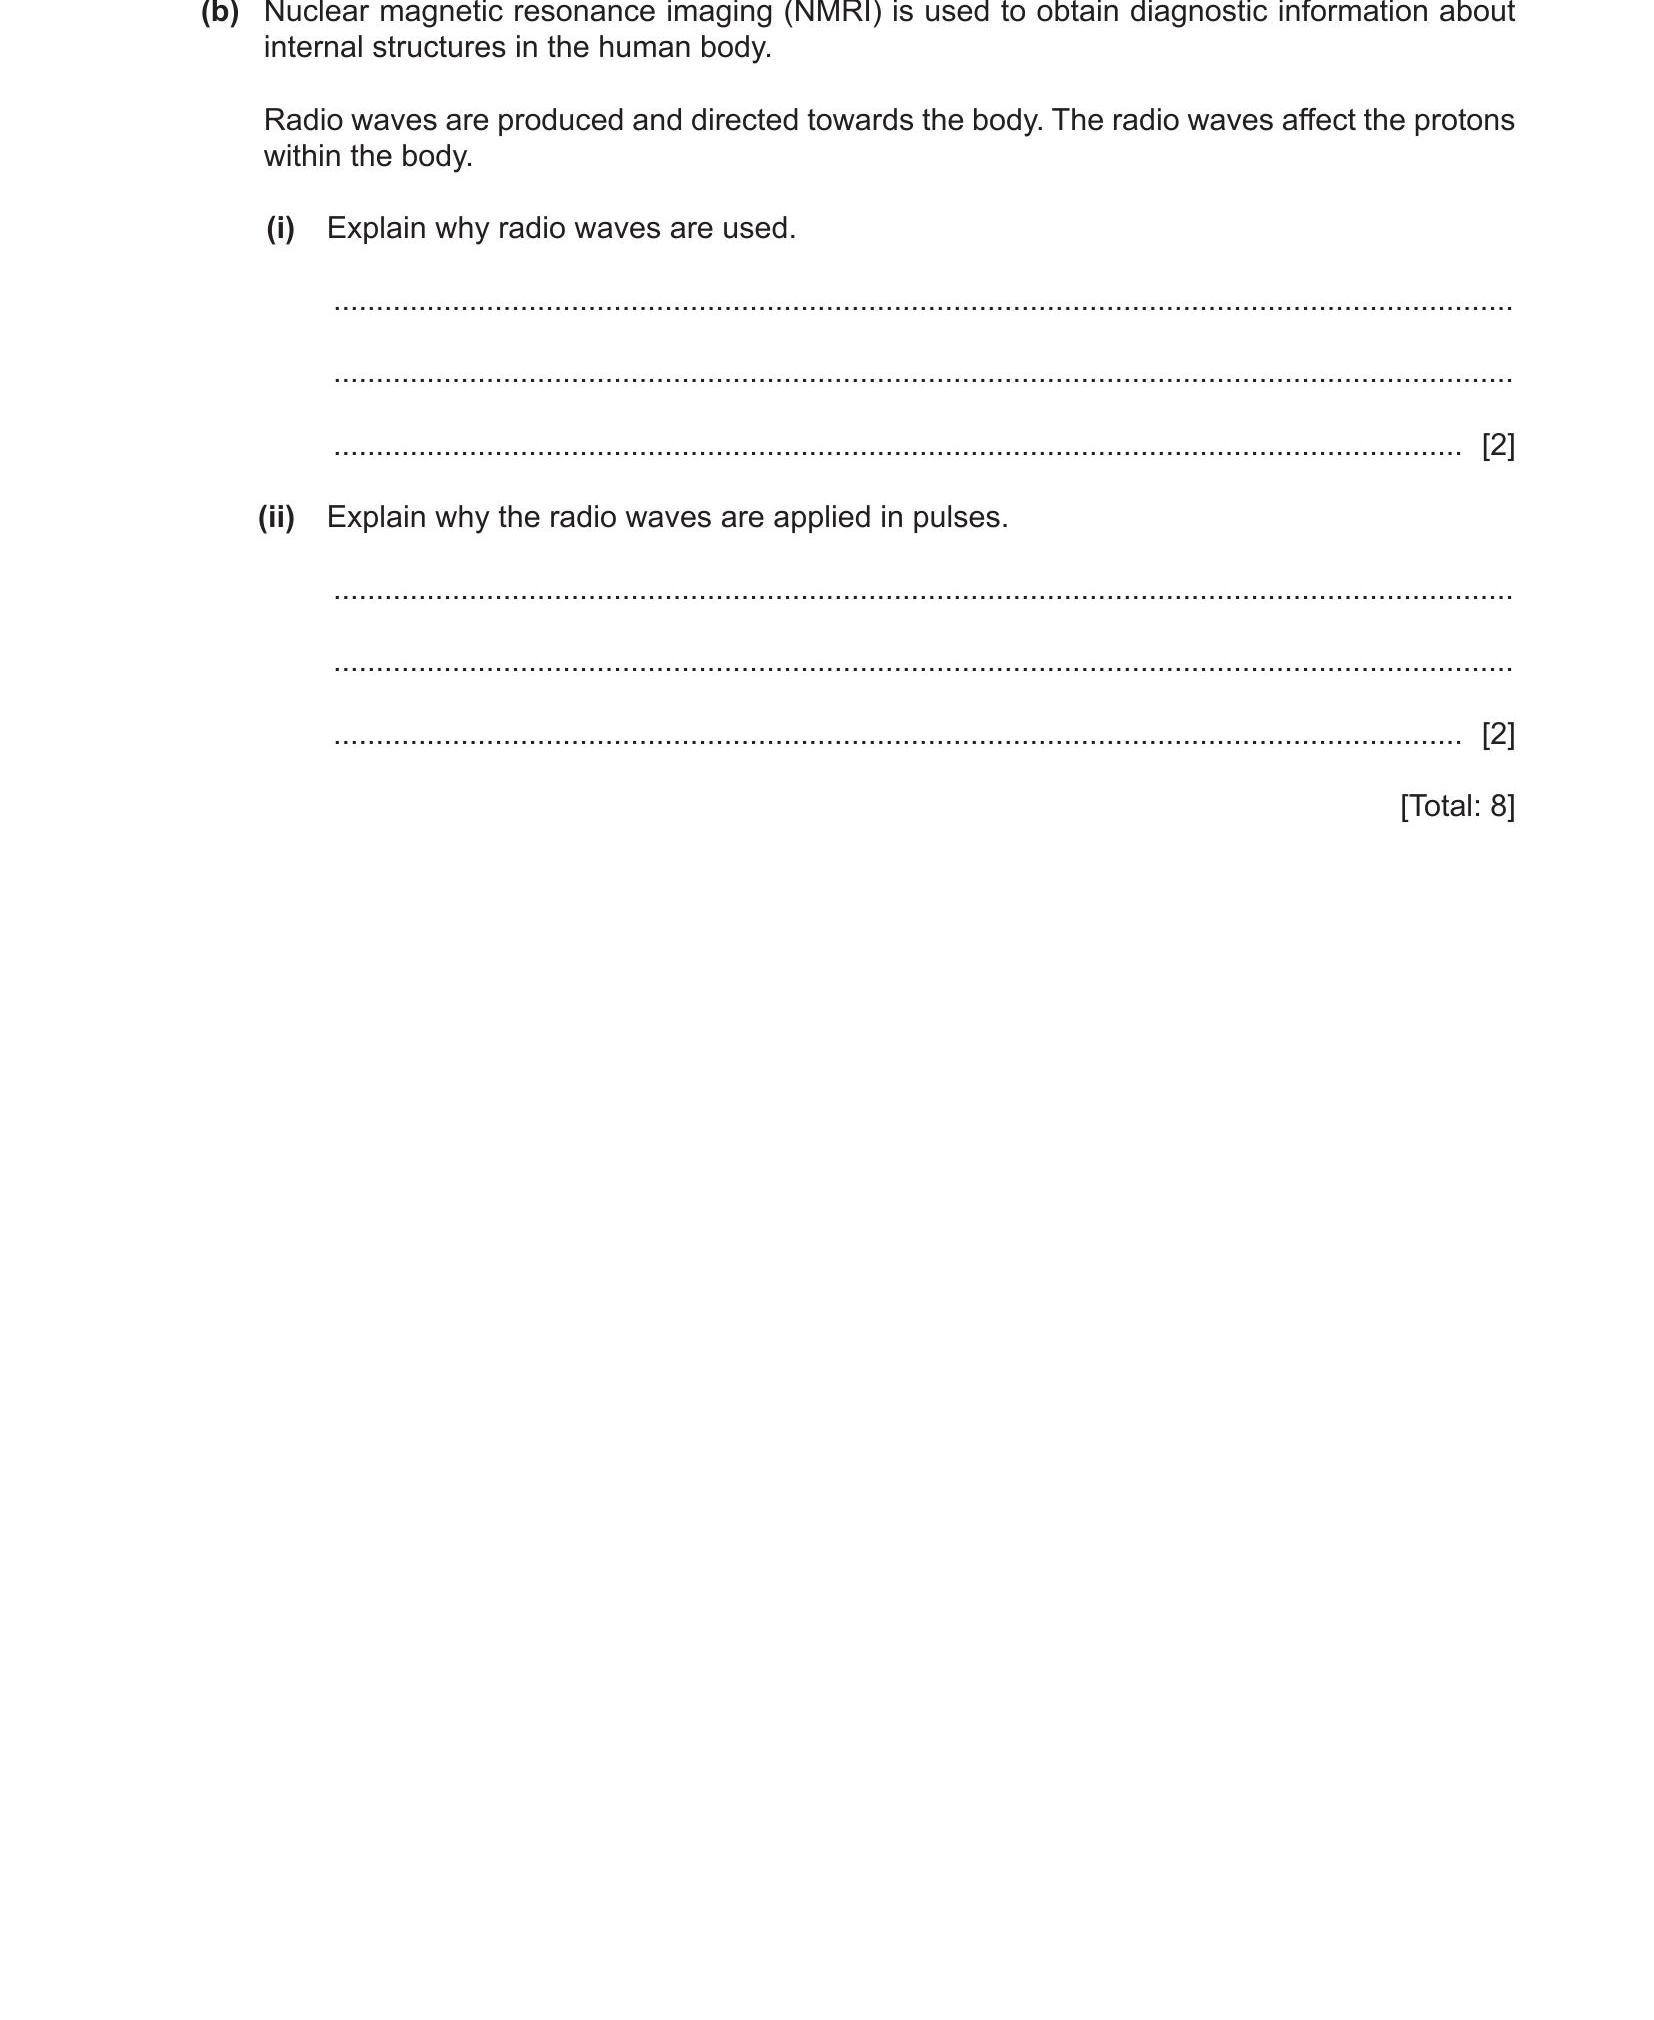 (b) Nuclear magnetic resonance imaging (NMRI) is used to obtain diagnostic information about
internal structures in the human body.
Radio waves are produced and directed towards the body. The radio waves affect the protons
within the body.
(i) Explain why radio waves are used.
..........................................................................................................................................
..........................................................................................................................................
.................................................................................................................................... [2]
(ii) Explain why the radio waves are applied in pulses.
..........................................................................................................................................
..........................................................................................................................................
.................................................................................................................................... [2]
[Total: 8]